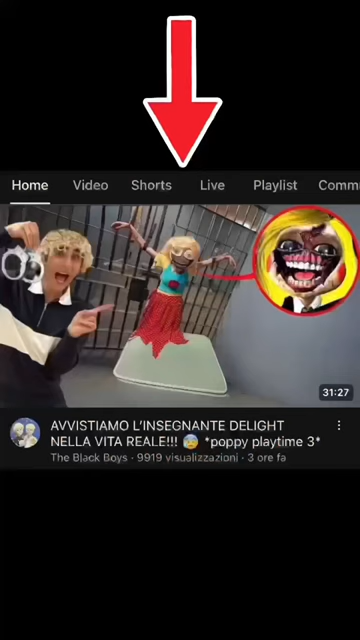 Home Video Shorts Live Playlist Comm
31:27
AVVISTIAMO L'INSEGNANTE DELIGHT
NELLA VITA REALE!!! 😰 *poppy playtime 3*
The Black Boys · 9919 visualizzazioni · 3 ore fa